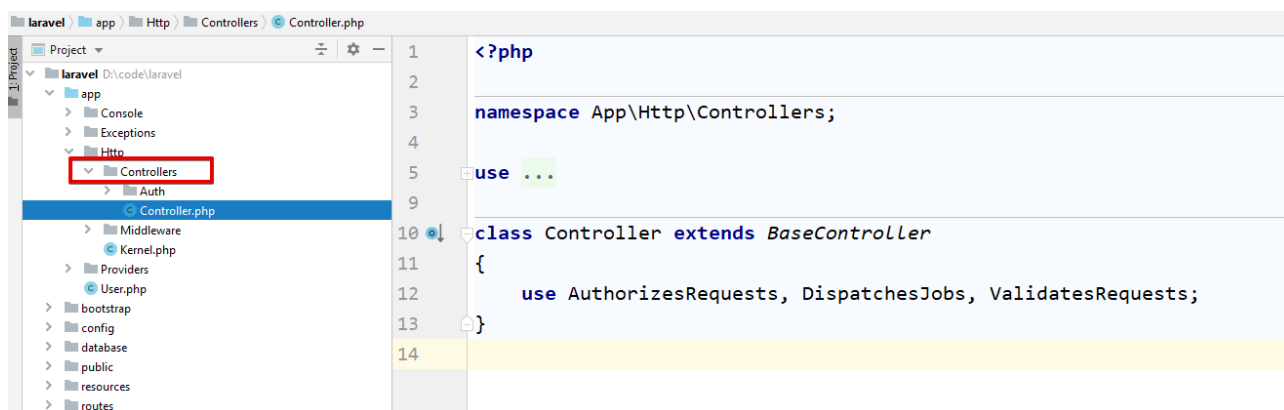 laravel app Http Controllers Controller.php
1: Project
Project
laravel D:\code\laravel
app
Console
Exceptions
Http
Controllers
Auth
Controller.php
Middleware
Kernel.php
Providers
User.php
bootstrap
config
database
public
resources
routes
1 <?php
2
3 namespace App\Http\Controllers;
4
5 use ...
9
10 class Controller extends BaseController
11 {
12 use AuthorizesRequests, DispatchesJobs, ValidatesRequests;
13 }
14